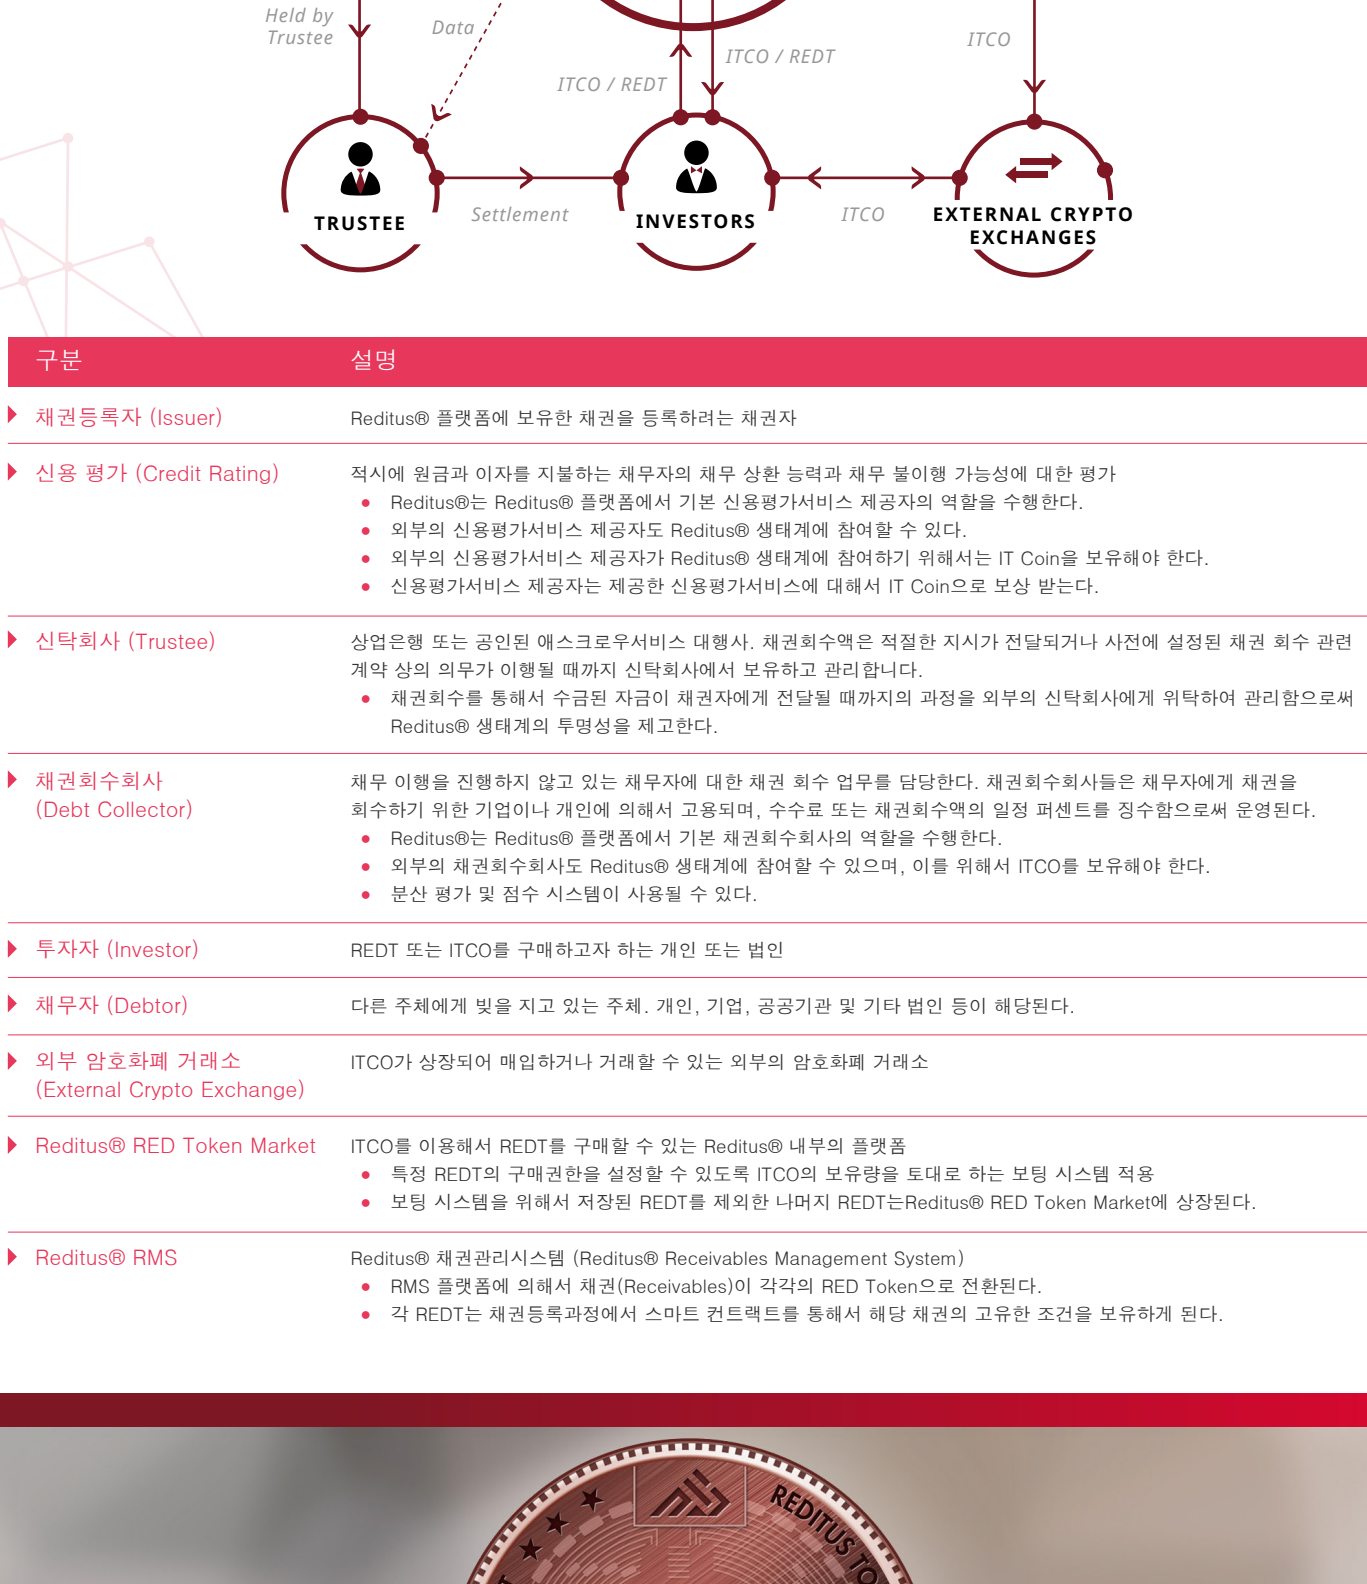 Held by
Trustee
Data
ITCO / REDT
ITCO / REDT
ITCO
TRUSTEE
Settlement
INVESTORS
ITCO
EXTERNAL CRYPTO
EXCHANGES
구분 설명
채권등록자 (Issuer) Reditus® 플랫폼에 보유한 채권을 등록하려는 채권자
신용 평가 (Credit Rating) 적시에 원금과 이자를 지불하는 채무자의 채무 상환 능력과 채무 불이행 가능성에 대한 평가
Reditus®는 Reditus® 플랫폼에서 기본 신용평가서비스 제공자의 역할을 수행한다.
외부의 신용평가서비스 제공자도 Reditus® 생태계에 참여할 수 있다.
외부의 신용평가서비스 제공자가 Reditus® 생태계에 참여하기 위해서는 IT Coin을 보유해야 한다.
신용평가서비스 제공자는 제공한 신용평가서비스에 대해서 IT Coin으로 보상 받는다.
신탁회사 (Trustee) 상업은행 또는 공인된 애스크로우서비스 대행사. 채권회수액은 적절한 지시가 전달되거나 사전에 설정된 채권 회수 관련
계약 상의 의무가 이행될 때까지 신탁회사에서 보유하고 관리합니다.
채권회수를 통해서 수금된 자금이 채권자에게 전달될 때까지의 과정을 외부의 신탁회사에게 위탁하여 관리함으로써
Reditus® 생태계의 투명성을 제고한다.
채권회수회사 채무 이행을 진행하지 않고 있는 채무자에 대한 채권 회수 업무를 담당한다. 채권회수회사들은 채무자에게 채권을
(Debt Collector) 회수하기 위한 기업이나 개인에 의해서 고용되며, 수수료 또는 채권회수액의 일정 퍼센트를 징수함으로써 운영된다.
Reditus®는 Reditus® 플랫폼에서 기본 채권회수회사의 역할을 수행한다.
외부의 채권회수회사도 Reditus® 생태계에 참여할 수 있으며, 이를 위해서 ITCO를 보유해야 한다.
분산 평가 및 점수 시스템이 사용될 수 있다.
투자자 (Investor) REDT 또는 ITCO를 구매하고자 하는 개인 또는 법인
채무자 (Debtor) 다른 주체에게 빚을 지고 있는 주체. 개인, 기업, 공공기관 및 기타 법인 등이 해당된다.
외부 암호화폐 거래소 ITCO가 상장되어 매입하거나 거래할 수 있는 외부의 암호화폐 거래소
(External Crypto Exchange)
Reditus® RED Token Market ITCO를 이용해서 REDT를 구매할 수 있는 Reditus® 내부의 플랫폼
특정 REDT의 구매권한을 설정할 수 있도록 ITCO의 보유량을 토대로 하는 보팅 시스템 적용
보팅 시스템을 위해서 저장된 REDT를 제외한 나머지 REDT는Reditus® RED Token Market에 상장된다.
Reditus® RMS Reditus® 채권관리시스템 (Reditus® Receivables Management System)
RMS 플랫폼에 의해서 채권(Receivables)이 각각의 RED Token으로 전환된다.
각 REDT는 채권등록과정에서 스마트 컨트랙트를 통해서 해당 채권의 고유한 조건을 보유하게 된다.
REDITUS TO